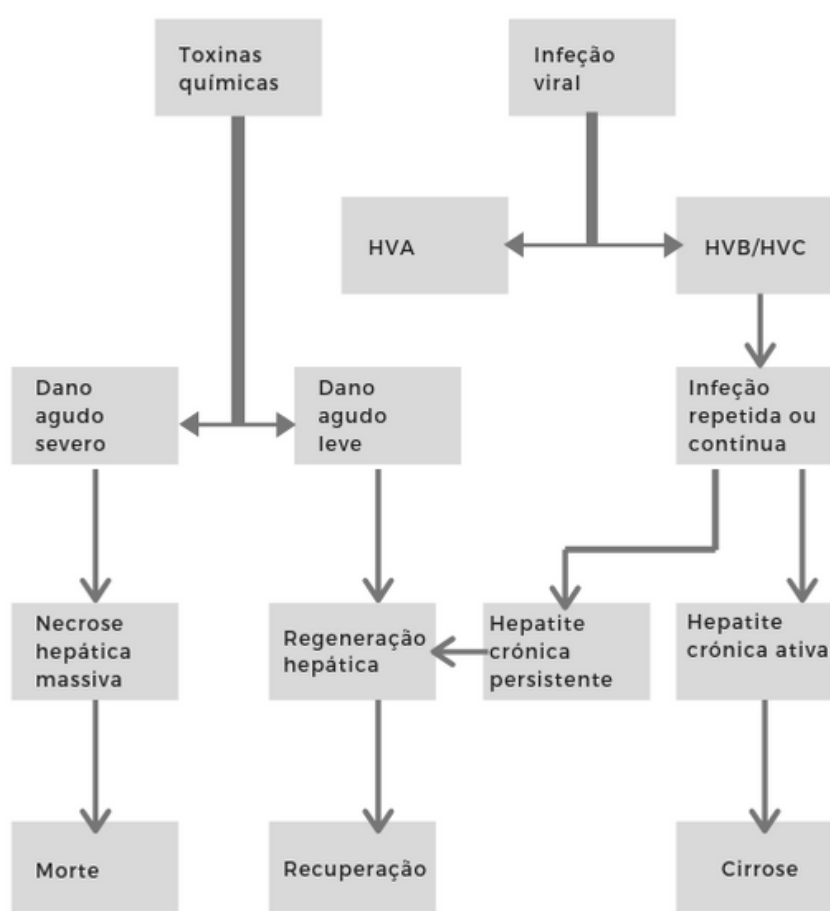 Toxinas
químicas
Infeção
viral
HVA
HVB/HVC
Dano
agudo
severo
Dano
agudo
leve
Infeção
repetida ou
contínua
Necrose
hepática
massiva
Regeneração
hepática
Hepatite
crónica
persistente
Hepatite
crónica ativa
Morte
Recuperação
Cirrose